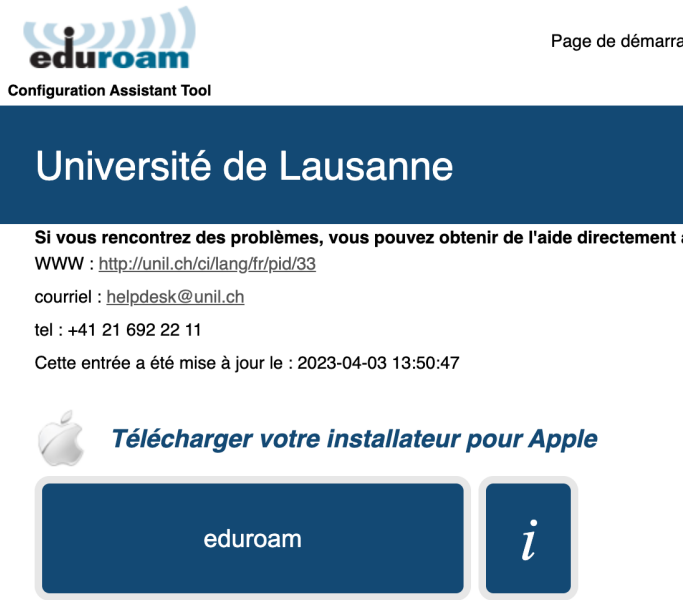 eduroam
Page de démarra
Configuration Assistant Tool
Université de Lausanne
Si vous rencontrez des problèmes, vous pouvez obtenir de l'aide directement a
WWW : http://unil.ch/ci/lang/fr/pid/33
courriel : helpdesk@unil.ch
tel : +41 21 692 22 11
Cette entrée a été mise à jour le : 2023-04-03 13:50:47
Télécharger votre installateur pour Apple
eduroam
i